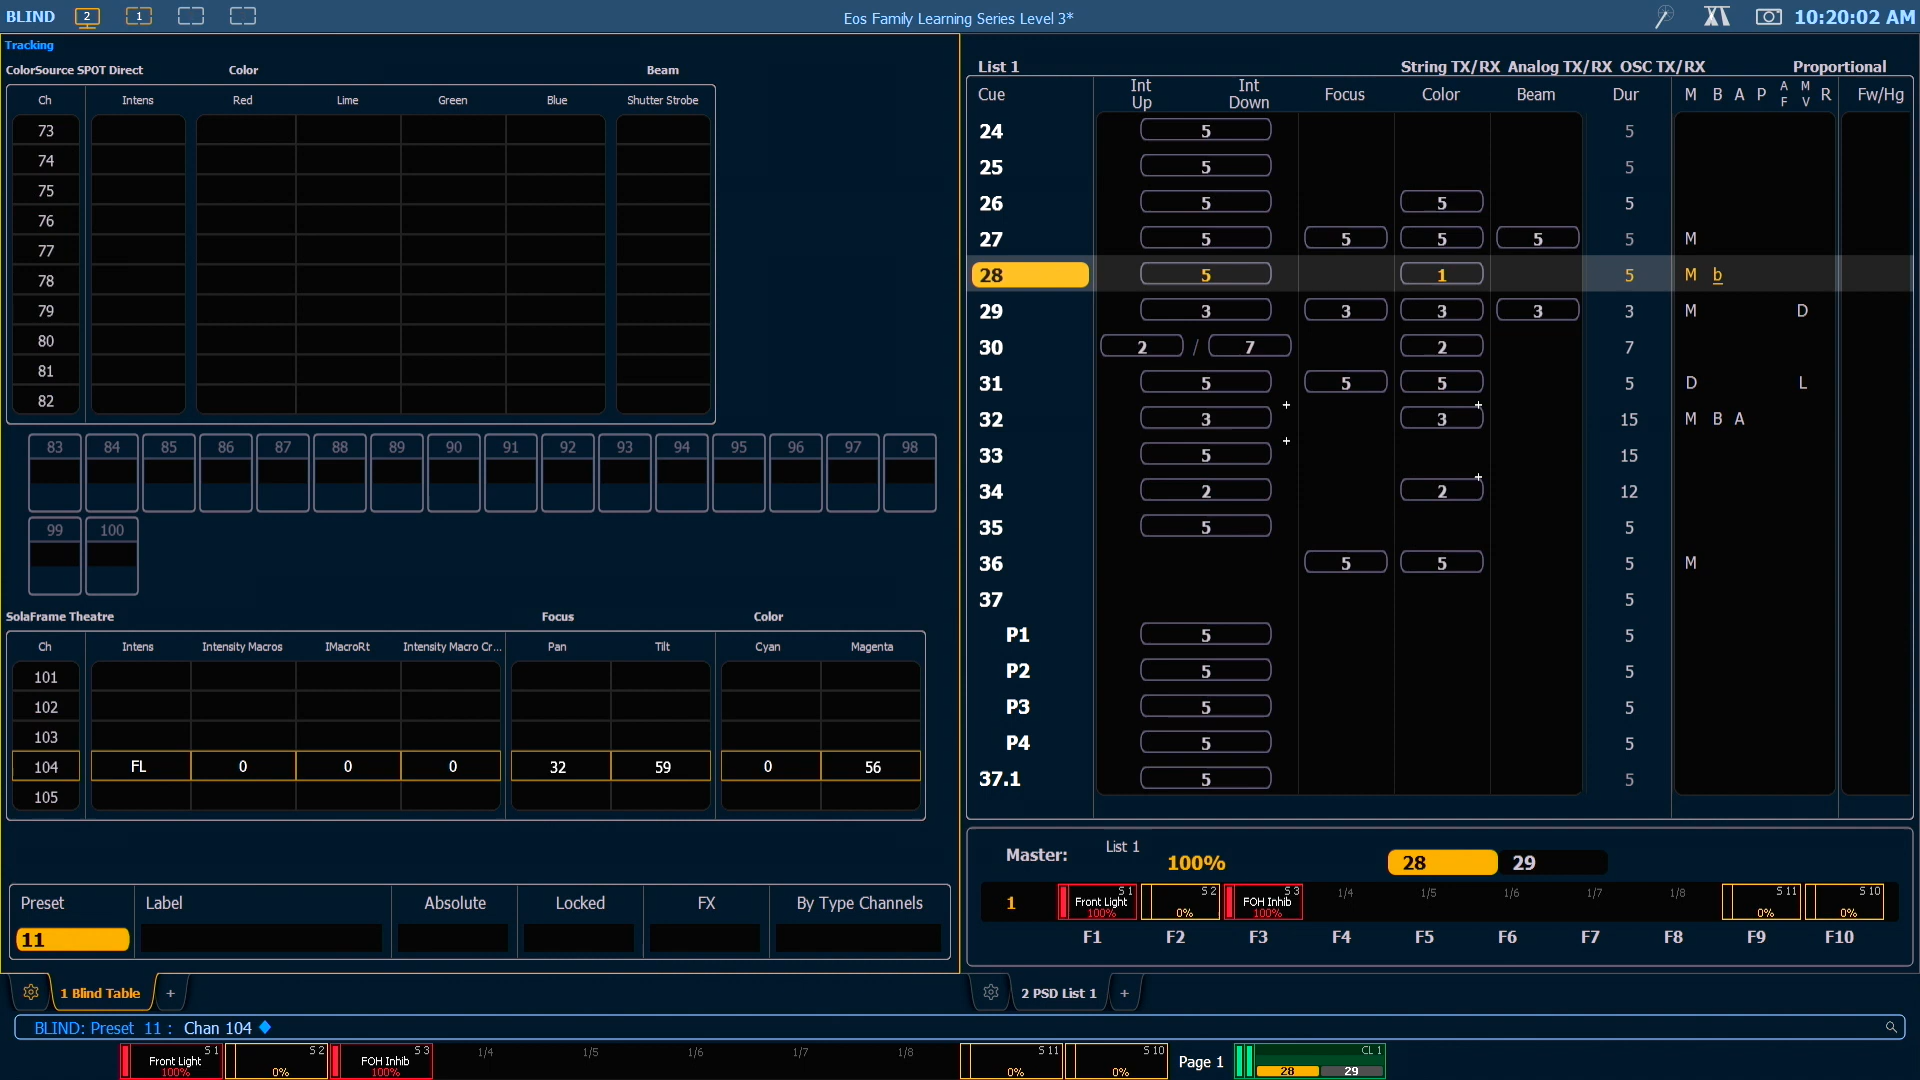 BLIND 2 1 Eos Family Learning Series Level 3* 10:20:02 AM
Tracking
ColorSource SPOT Direct Color Beam
Ch Intens Red Lime Green Blue Shutter Strobe
73
74
75
76
77
78
79
80
81
82
83 84 85 86 87 88 89 90 91 92 93 94 95 96 97 98
99 100
SolaFrame Theatre Focus Color
Ch Intens Intensity Macros IMacroRt Intensity Macro Cr... Pan Tilt Cyan Magenta
101
102
103
104 FL 0 0 0 32 59 0 56
105
Preset Label Absolute Locked FX By Type Channels
11
1 Blind Table +
List 1 String TX/RX Analog TX/RX OSC TX/RX Proportional
Cue Int Up Int Down Focus Color Beam Dur M B A P AF MV R Fw/Hg
24 5 5
25 5 5
26 5 5 5
27 5 5 5 5 5 M
28 5 1 5 M b
29 3 3 3 3 3 M D
30 2 / 7 2 7
31 5 5 5 5 D L
32 3 + 3 + 15 M B A
33 5 + 15
34 2 2 + 12
35 5 5
36 5 5 5 M
37 5
P1 5 5
P2 5 5
P3 5 5
P4 5 5
37.1 5 5
Master: List 1 100% 28 29
1 Front Light S 1 100% S 2 0% FOH Inhib S 3 100% 1/4 1/5 1/6 1/7 1/8 S 11 0% S 10 0%
F1 F2 F3 F4 F5 F6 F7 F8 F9 F10
2 PSD List 1 +
BLIND: Preset 11 : Chan 104
Front Light S 1 100% S 2 0% FOH Inhib S 3 100% 1/4 1/5 1/6 1/7 1/8 S 11 0% S 10 0% Page 1 CL 1 28 29